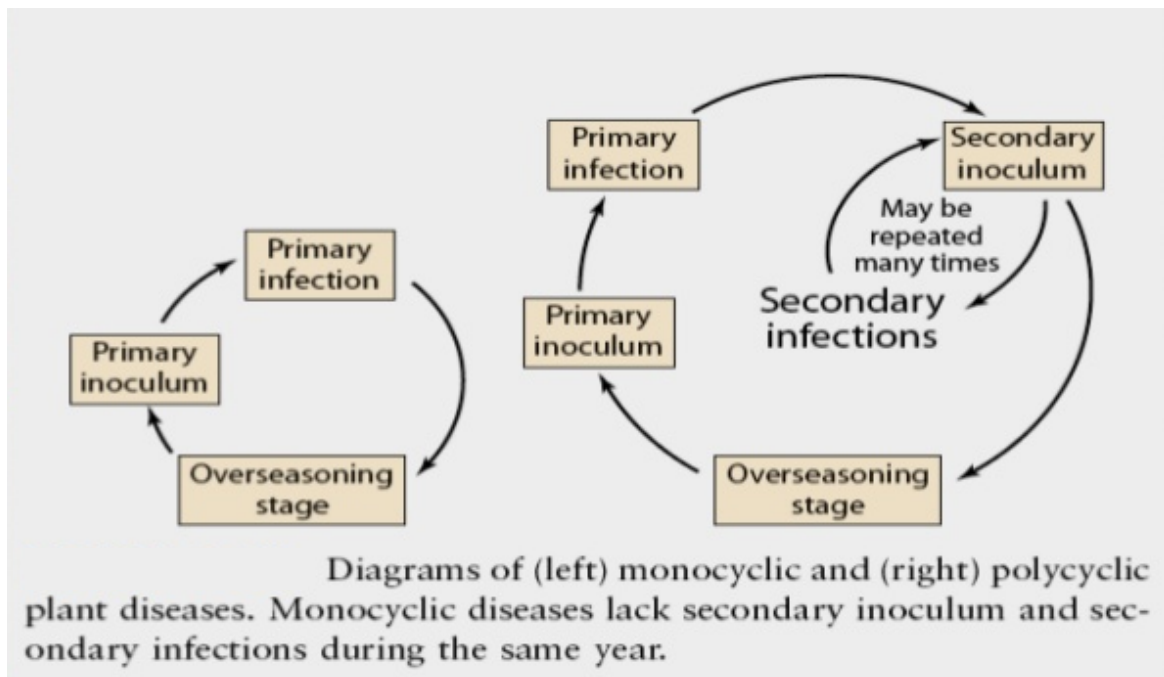 Primary
infection
Primary
inoculum
Overseasoning
stage
Primary
infection
Secondary
inoculum
May be
repeated
many times
Secondary
infections
Primary
inoculum
Overseasoning
stage
Diagrams of (left) monocyclic and (right) polycyclic
plant diseases. Monocyclic diseases lack secondary inoculum and sec-
ondary infections during the same year.